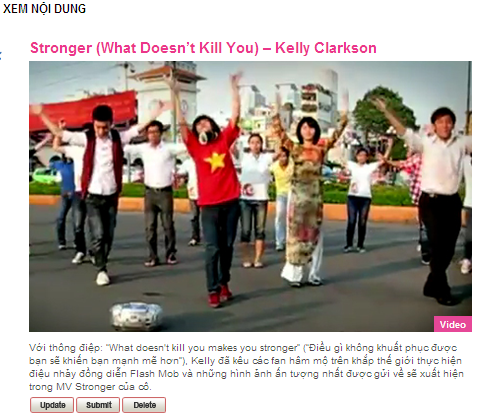 XEM NỘI DUNG
Stronger (What Doesn't Kill You) – Kelly Clarkson
Video
Với thông điệp: "What doesn't kill you makes you stronger" ("Điều gì không khuất phục được
bạn sẽ khiến bạn mạnh mẽ hơn"), Kelly đã kêu các fan hâm mộ trên khắp thế giới thực hiện
điệu nhảy đồng diễn Flash Mob và những hình ảnh ấn tượng nhất được gửi về sẽ xuất hiện
trong MV Stronger của cô.
Update Submit Delete